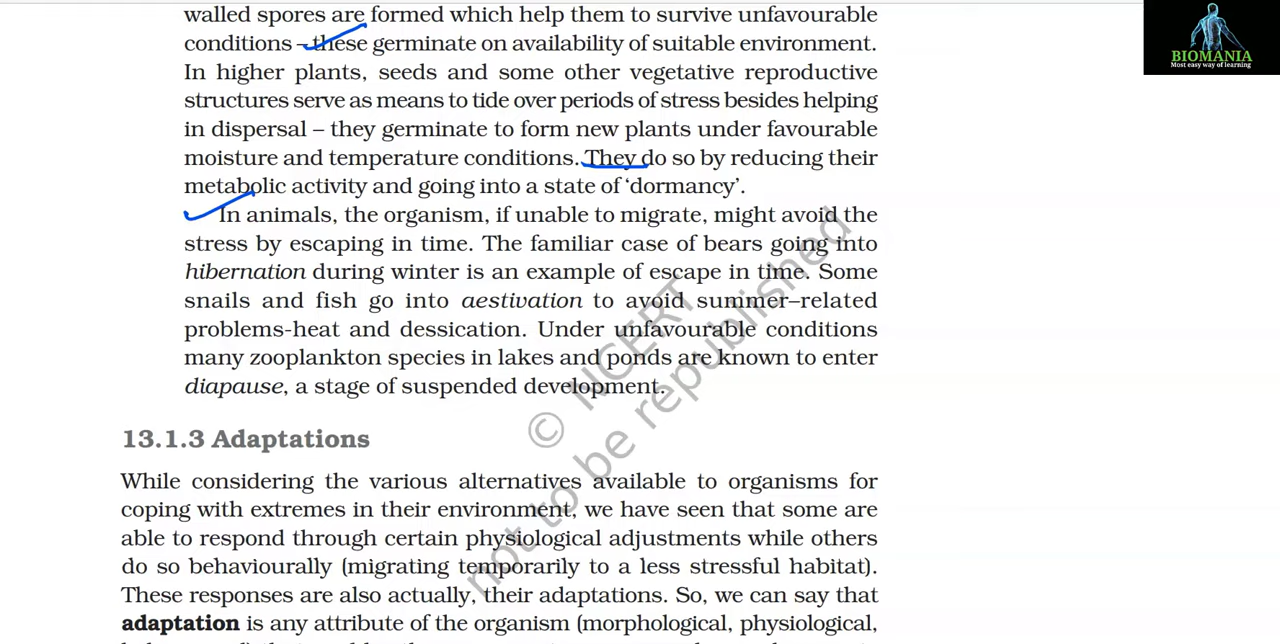 walled spores are formed which help them to survive unfavourable
conditions – these germinate on availability of suitable environment.
In higher plants, seeds and some other vegetative reproductive
structures serve as means to tide over periods of stress besides helping
in dispersal – they germinate to form new plants under favourable
moisture and temperature conditions. They do so by reducing their
metabolic activity and going into a state of ‘dormancy’.
In animals, the organism, if unable to migrate, might avoid the
stress by escaping in time. The familiar case of bears going into
hibernation during winter is an example of escape in time. Some
snails and fish go into aestivation to avoid summer–related
problems-heat and dessication. Under unfavourable conditions
many zooplankton species in lakes and ponds are known to enter
diapause, a stage of suspended development.
13.1.3 Adaptations
While considering the various alternatives available to organisms for
coping with extremes in their environment, we have seen that some are
able to respond through certain physiological adjustments while others
do so behaviourally (migrating temporarily to a less stressful habitat).
These responses are also actually, their adaptations. So, we can say that
adaptation is any attribute of the organism (morphological, physiological,
© NCERT
not to be republished
BIOMANIA
Most easy way of learning